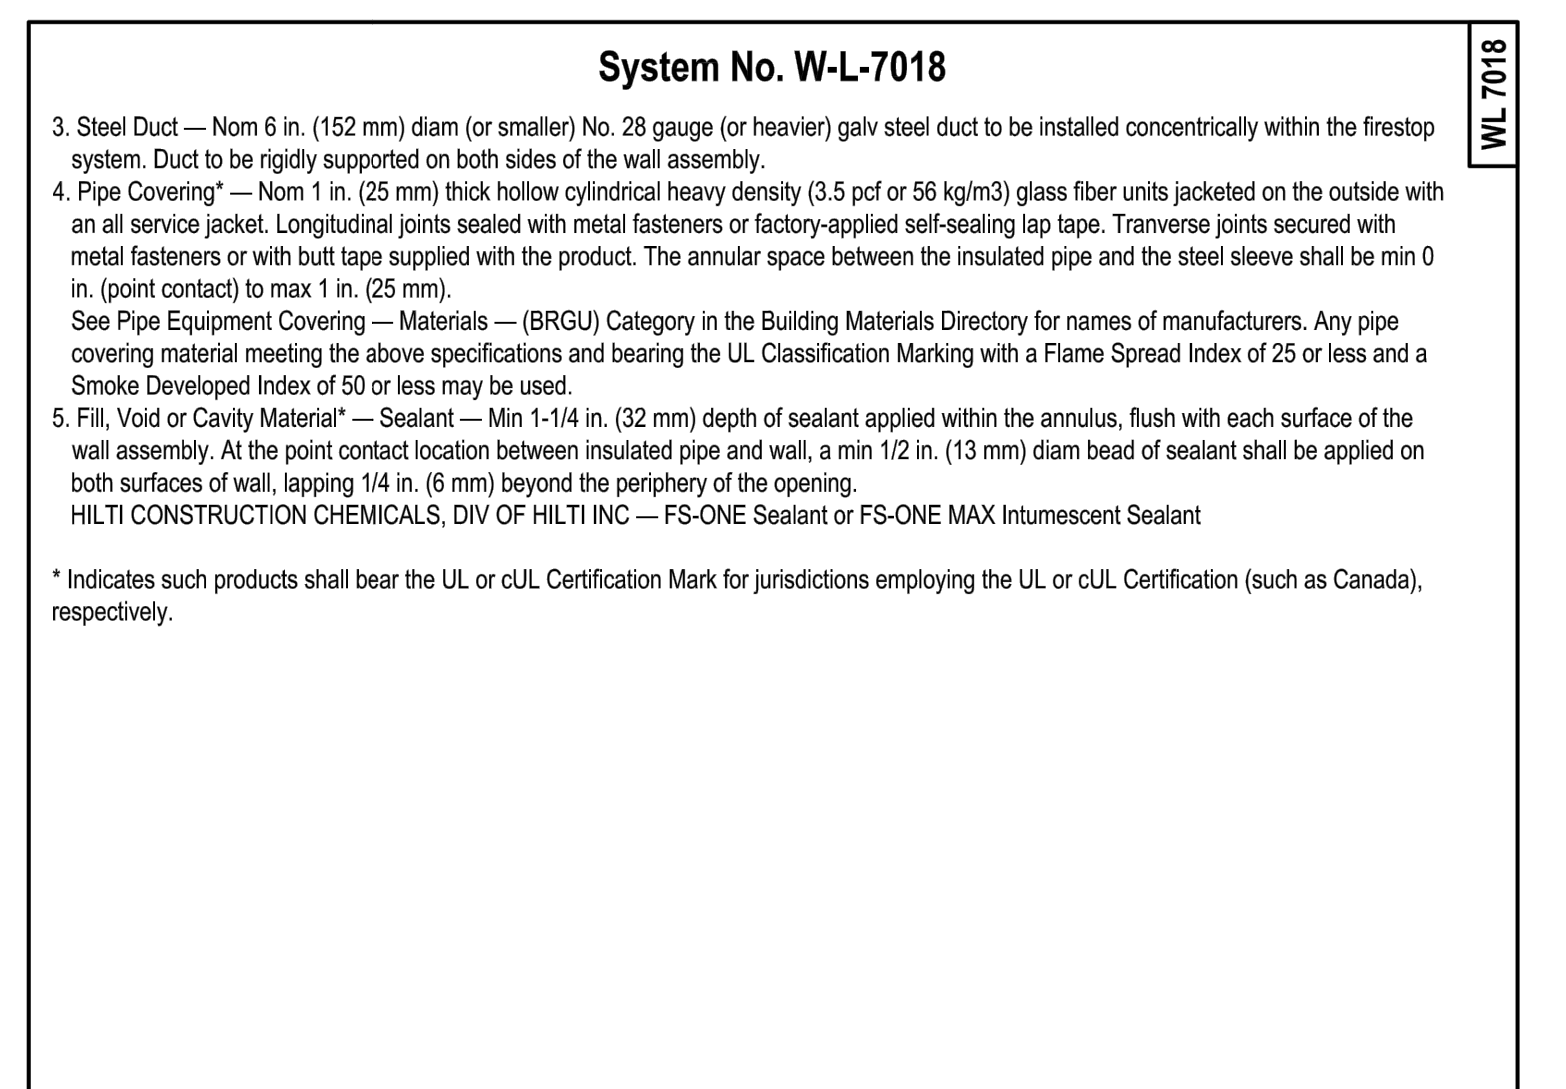 System No. W-L-7018
WL 7018
3. Steel Duct — Nom 6 in. (152 mm) diam (or smaller) No. 28 gauge (or heavier) galv steel duct to be installed concentrically within the firestop
system. Duct to be rigidly supported on both sides of the wall assembly.
4. Pipe Covering* — Nom 1 in. (25 mm) thick hollow cylindrical heavy density (3.5 pcf or 56 kg/m3) glass fiber units jacketed on the outside with
an all service jacket. Longitudinal joints sealed with metal fasteners or factory-applied self-sealing lap tape. Tranverse joints secured with
metal fasteners or with butt tape supplied with the product. The annular space between the insulated pipe and the steel sleeve shall be min 0
in. (point contact) to max 1 in. (25 mm).
See Pipe Equipment Covering — Materials — (BRGU) Category in the Building Materials Directory for names of manufacturers. Any pipe
covering material meeting the above specifications and bearing the UL Classification Marking with a Flame Spread Index of 25 or less and a
Smoke Developed Index of 50 or less may be used.
5. Fill, Void or Cavity Material* — Sealant — Min 1-1/4 in. (32 mm) depth of sealant applied within the annulus, flush with each surface of the
wall assembly. At the point contact location between insulated pipe and wall, a min 1/2 in. (13 mm) diam bead of sealant shall be applied on
both surfaces of wall, lapping 1/4 in. (6 mm) beyond the periphery of the opening.
HILTI CONSTRUCTION CHEMICALS, DIV OF HILTI INC — FS-ONE Sealant or FS-ONE MAX Intumescent Sealant
* Indicates such products shall bear the UL or cUL Certification Mark for jurisdictions employing the UL or cUL Certification (such as Canada),
respectively.